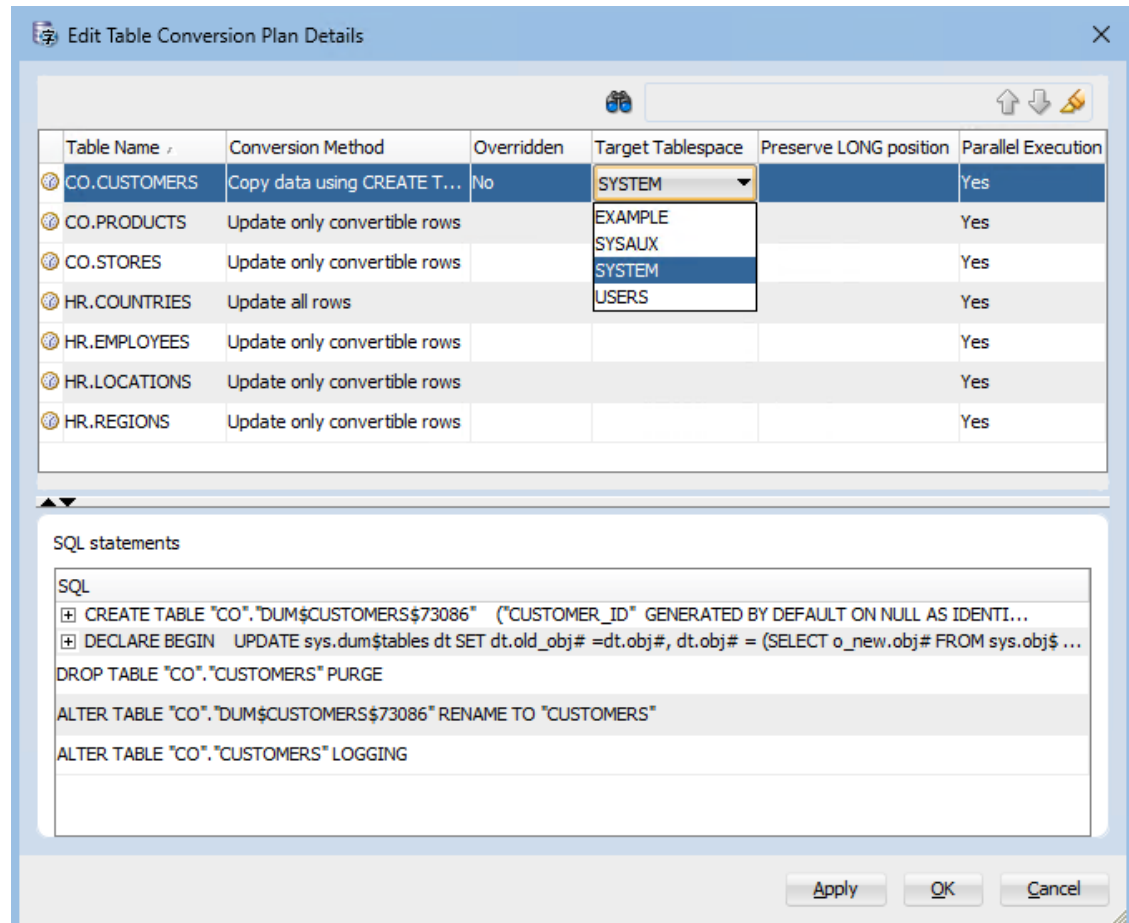 Edit Table Conversion Plan Details
Table Name Conversion Method Overridden Target Tablespace Preserve LONG position Parallel Execution
CO.CUSTOMERS Copy data using CREATE T... No SYSTEM Yes
CO.PRODUCTS Update only convertible rows EXAMPLE Yes
SYSAUX
CO.STORES Update only convertible rows SYSTEM Yes
HR.COUNTRIES Update all rows USERS Yes
HR.EMPLOYEES Update only convertible rows Yes
HR.LOCATIONS Update only convertible rows Yes
HR.REGIONS Update only convertible rows Yes
SQL statements
SQL
CREATE TABLE "CO"."DUM$CUSTOMERS$73086" ("CUSTOMER_ID" GENERATED BY DEFAULT ON NULL AS IDENTI...
DECLARE BEGIN UPDATE sys.dum$tables dt SET dt.old_obj# =dt.obj#, dt.obj# = (SELECT o_new.obj# FROM sys.obj$ ...
DROP TABLE "CO"."CUSTOMERS" PURGE
ALTER TABLE "CO"."DUM$CUSTOMERS$73086" RENAME TO "CUSTOMERS"
ALTER TABLE "CO"."CUSTOMERS" LOGGING
Apply OK Cancel